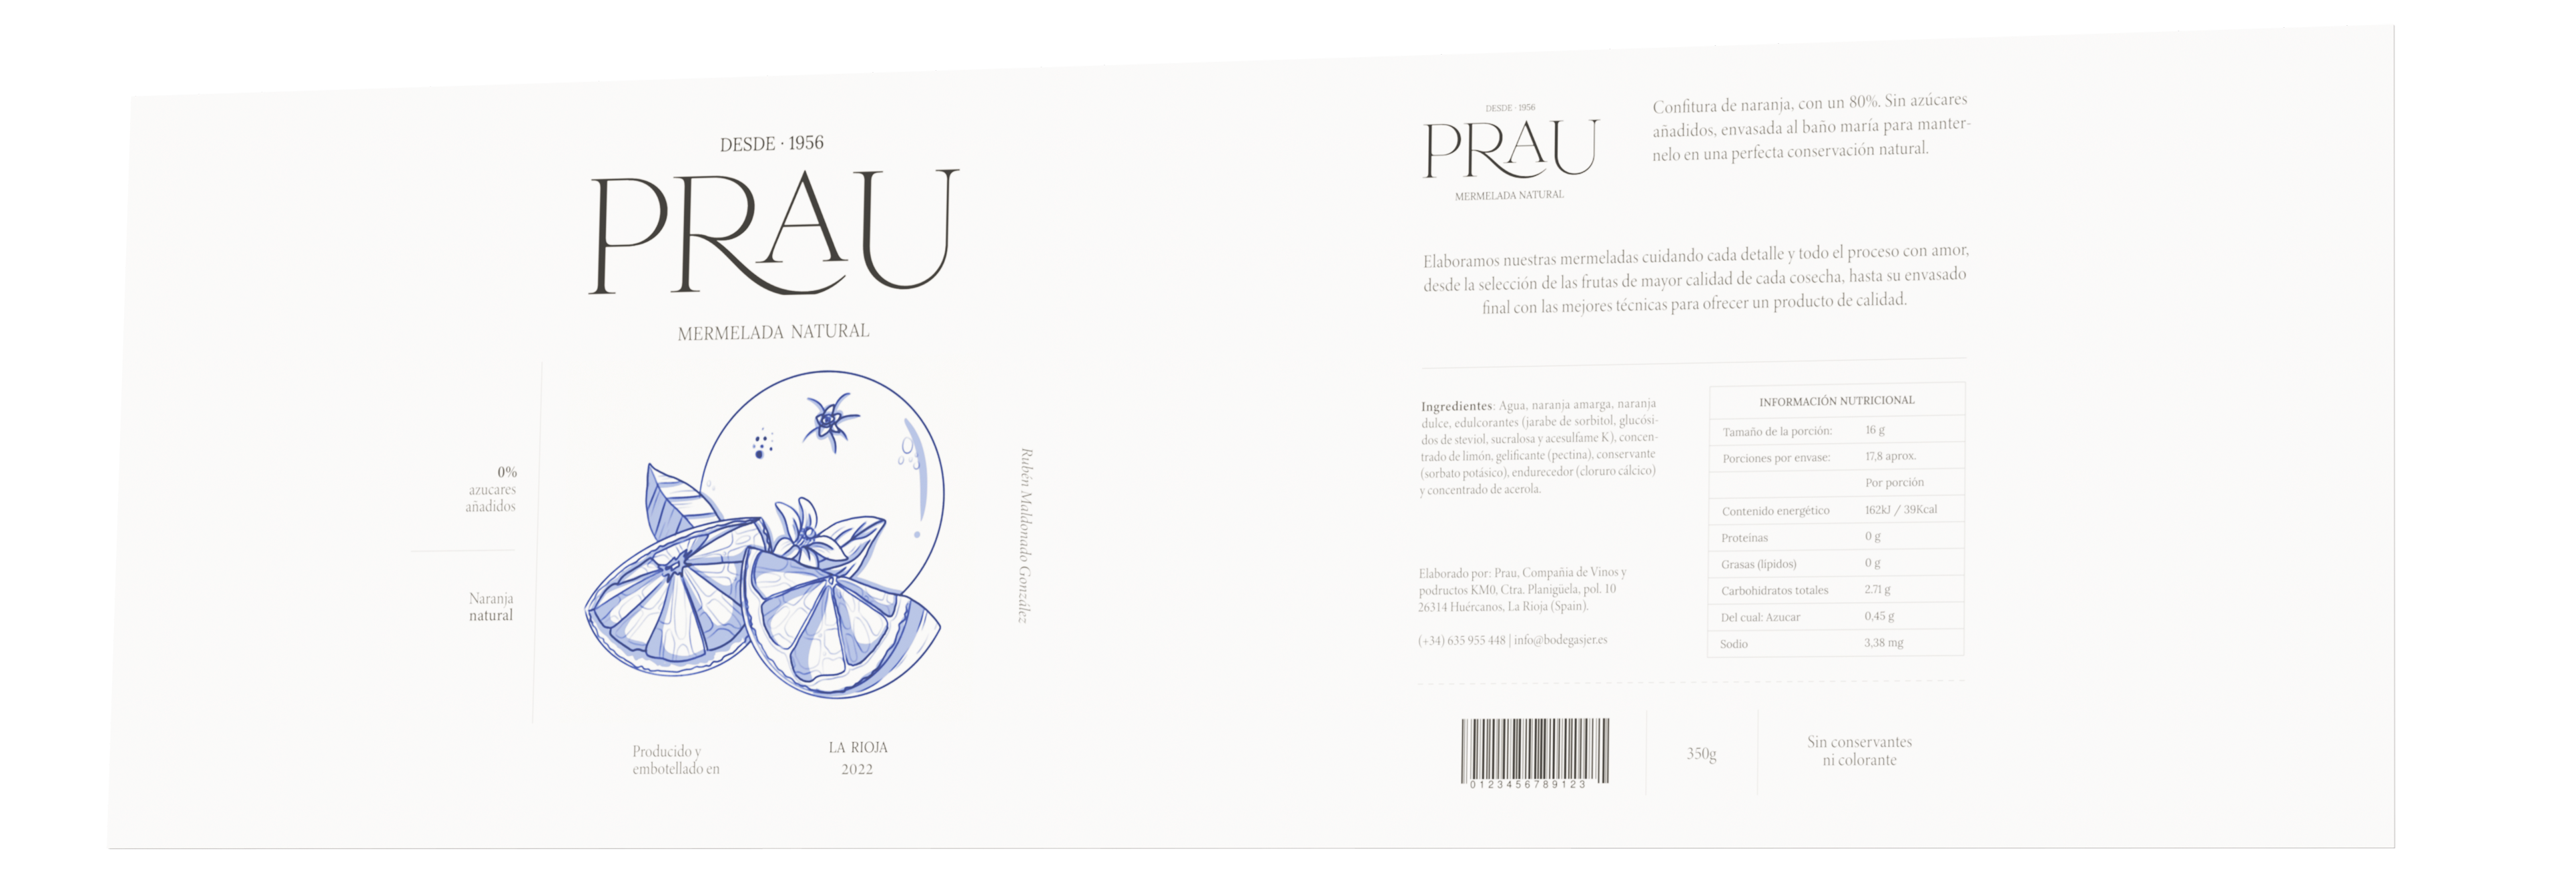 DESDE · 1956
PRAU
MERMELADA NATURAL
0%
azucares
añadidos
Naranja
natural
Rubén Maldonado González
Producido y
embotellado en
LA RIOJA
2022
DESDE · 1956
PRAU
MERMELADA NATURAL
Confitura de naranja, con un 80%. Sin azúcares
añadidos, envasada al baño maría para manter-
nelo en una perfecta conservación natural.
Elaboramos nuestras mermeladas cuidando cada detalle y todo el proceso con amor,
desde la selección de las frutas de mayor calidad de cada cosecha, hasta su envasado
final con las mejores técnicas para ofrecer un producto de calidad.
Ingredientes: Agua, naranja amarga, naranja
dulce, edulcorantes (jarabe de sorbitol, glucósi-
dos de steviol, sucralosa y acesulfame K), concen-
trado de limón, gelificante (pectina), conservante
(sorbato potásico), endurecedor (cloruro cálcico)
y concentrado de acerola.
Elaborado por: Prau, Compañia de Vinos y
podructos KM0, Ctra. Planigüela, pol. 10
26314 Huércanos, La Rioja (Spain).
(+34) 635 955 448 | info@bodegasjer.es
INFORMACIÓN NUTRICIONAL
Tamaño de la porción: 16 g
Porciones por envase: 17,8 aprox.
Por porción
Contenido energético 162kJ / 39Kcal
Proteinas 0 g
Grasas (lípidos) 0 g
Carbohidratos totales 2.71 g
Del cual: Azucar 0,45 g
Sodio 3,38 mg
0123456789123
350g
Sin conservantes
ni colorante